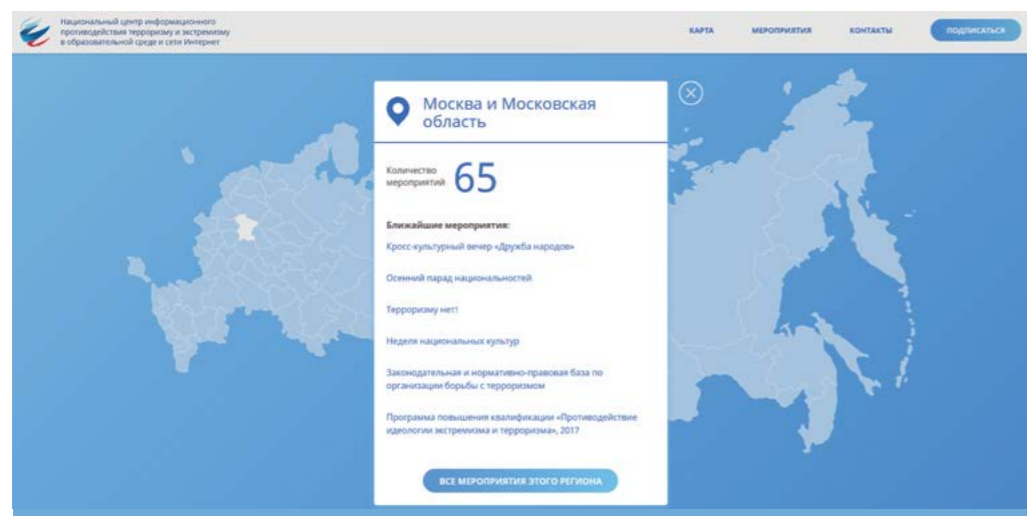 Национальный центр информационного
противодействия терроризму и экстремизму
в образовательной среде и сети Интернет
КАРТА
МЕРОПРИЯТИЯ
КОНТАКТЫ
ПОДПИСАТЬСЯ
Москва и Московская
область
Количество
мероприятий 65
Ближайшие мероприятия:
Кросс-культурный вечер «Дружба народов»
Осенний парад национальностей
Терроризму нет!
Неделя национальных культур
Законодательная и нормативно-правовая база по
организации борьбы с терроризмом
Программа повышения квалификации «Противодействие
идеологии экстремизма и терроризма», 2017
ВСЕ МЕРОПРИЯТИЯ ЭТОГО РЕГИОНА